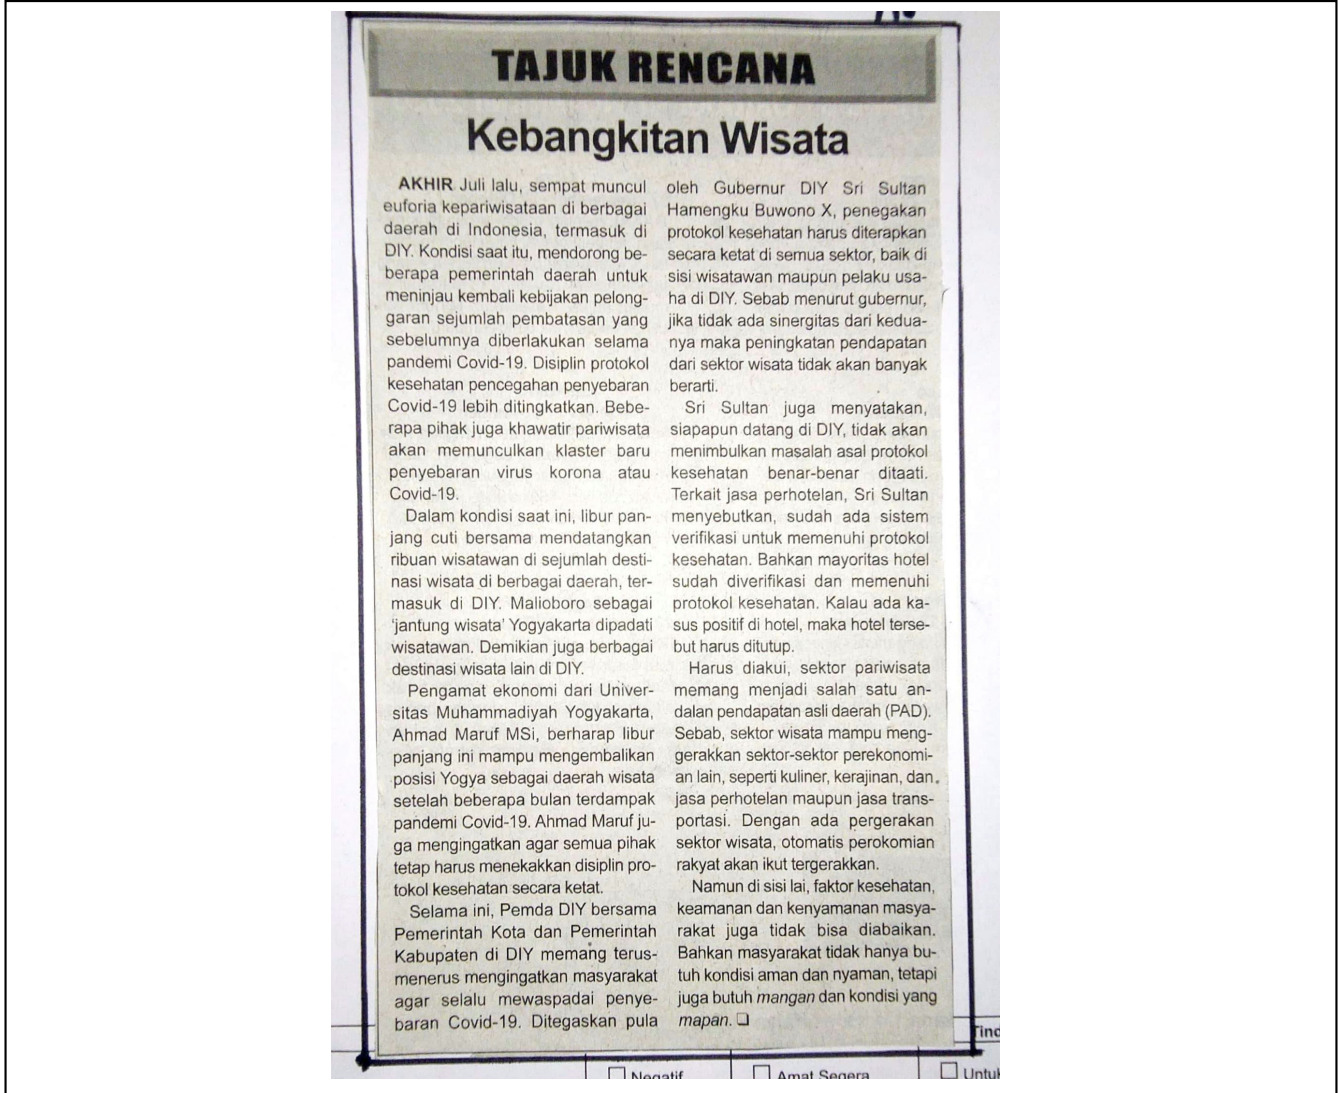 TAJUK RENCANA
Kebangkitan Wisata
AKHIR Juli lalu, sempat muncul
euforia kepariwisataan di berbagai
daerah di Indonesia, termasuk di
DIY. Kondisi saat itu, mendorong be-
berapa pemerintah daerah untuk
meninjau kembali kebijakan pelong-
garan sejumlah pembatasan yang
sebelumnya diberlakukan selama
pandemi Covid-19. Disiplin protokol
kesehatan pencegahan penyebaran
Covid-19 lebih ditingkatkan. Bebe-
rapa pihak juga khawatir pariwisata
akan memunculkan klaster baru
penyebaran virus korona atau
Covid-19.
Dalam kondisi saat ini, libur pan-
jang cuti bersama mendatangkan
ribuan wisatawan di sejumlah desti-
nasi wisata di berbagai daerah, ter-
masuk di DIY. Malioboro sebagai
'jantung wisata' Yogyakarta dipadati
wisatawan. Demikian juga berbagai
destinasi wisata lain di DIY.
Pengamat ekonomi dari Univer-
sitas Muhammadiyah Yogyakarta,
Ahmad Maruf MSi, berharap libur
panjang ini mampu mengembalikan
posisi Yogya sebagai daerah wisata
setelah beberapa bulan terdampak
pandemi Covid-19. Ahmad Maruf ju-
ga mengingatkan agar semua pihak
tetap harus menekakkan disiplin pro-
tokol kesehatan secara ketat.
Selama ini, Pemda DIY bersama
Pemerintah Kota dan Pemerintah
Kabupaten di DIY memang terus-
menerus mengingatkan masyarakat
agar selalu mewaspadai penye-
baran Covid-19. Ditegaskan pula
oleh Gubernur DIY Sri Sultan
Hamengku Buwono X, penegakan
protokol kesehatan harus diterapkan
secara ketat di semua sektor, baik di
sisi wisatawan maupun pelaku usa-
ha di DIY. Sebab menurut gubernur,
jika tidak ada sinergitas dari kedua-
nya maka peningkatan pendapatan
dari sektor wisata tidak akan banyak
berarti.
Sri Sultan juga menyatakan,
siapapun datang di DIY, tidak akan
menimbulkan masalah asal protokol
kesehatan benar-benar ditaati.
Terkait jasa perhotelan, Sri Sultan
menyebutkan, sudah ada sistem
verifikasi untuk memenuhi protokol
kesehatan. Bahkan mayoritas hotel
sudah diverifikasi dan memenuhi
protokol kesehatan. Kalau ada ka-
sus positif di hotel, maka hotel terse-
but harus ditutup.
Harus diakui, sektor pariwisata
memang menjadi salah satu an-
dalan pendapatan asli daerah (PAD).
Sebab, sektor wisata mampu meng-
gerakkan sektor-sektor perekonomi-
an lain, seperti kuliner, kerajinan, dan
jasa perhotelan maupun jasa trans-
portasi. Dengan ada pergerakan
sektor wisata, otomatis perokomian
rakyat akan ikut tergerakkan.
Namun di sisi lai, faktor kesehatan,
keamanan dan kenyamanan masya-
rakat juga tidak bisa diabaikan.
Bahkan masyarakat tidak hanya bu-
tuh kondisi aman dan nyaman, tetapi
juga butuh mangan dan kondisi yang
mapan. ❑
Negatif
Amat Segera
Untuk